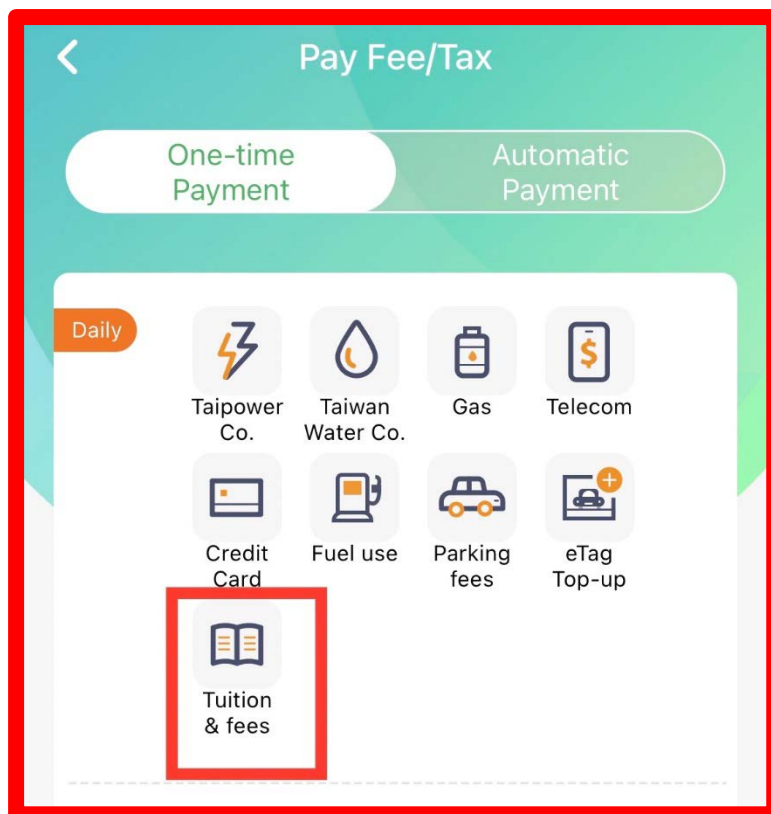 Pay Fee/Tax
One-time
Payment
Automatic
Payment
Daily
Taipower
Co.
Taiwan
Water Co.
Gas
Telecom
Credit
Card
Fuel use
Parking
fees
eTag
Top-up
Tuition
& fees